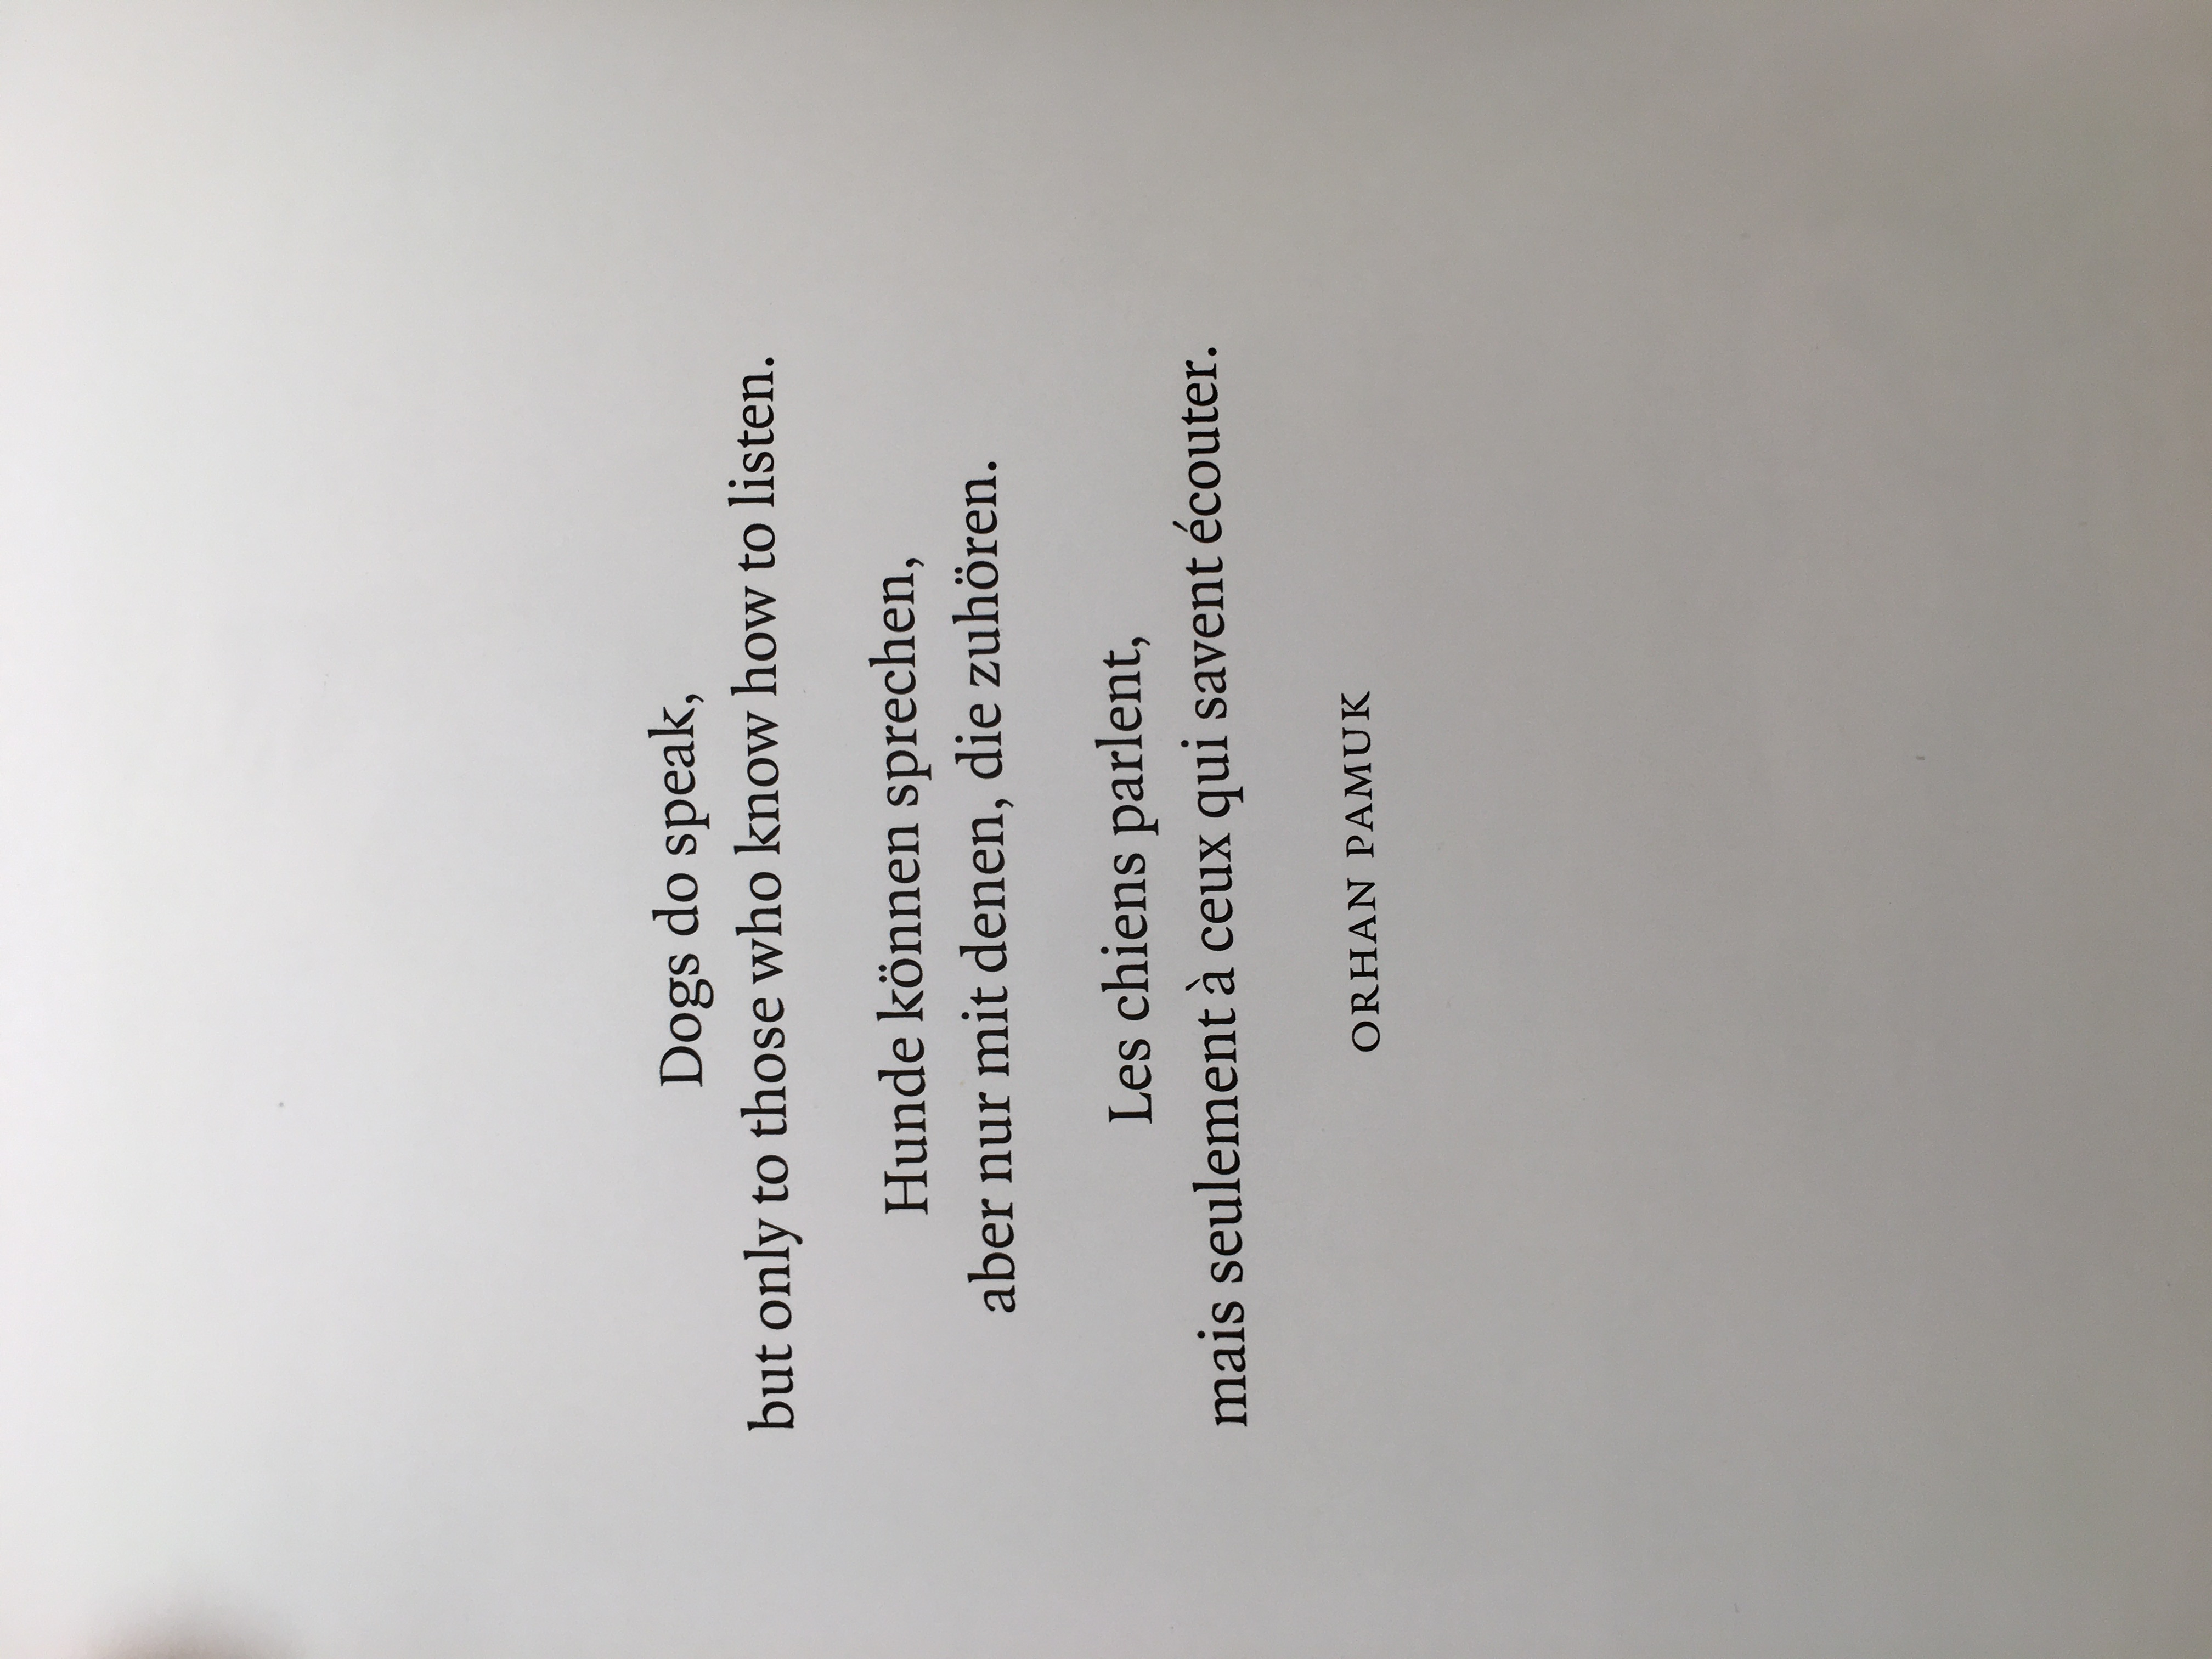 Dogs do speak,
but only to those who know how to listen.
Hunde können sprechen,
aber nur mit denen, die zuhören.
Les chiens parlent,
mais seulement à ceux qui savent écouter.
ORHAN PAMUK